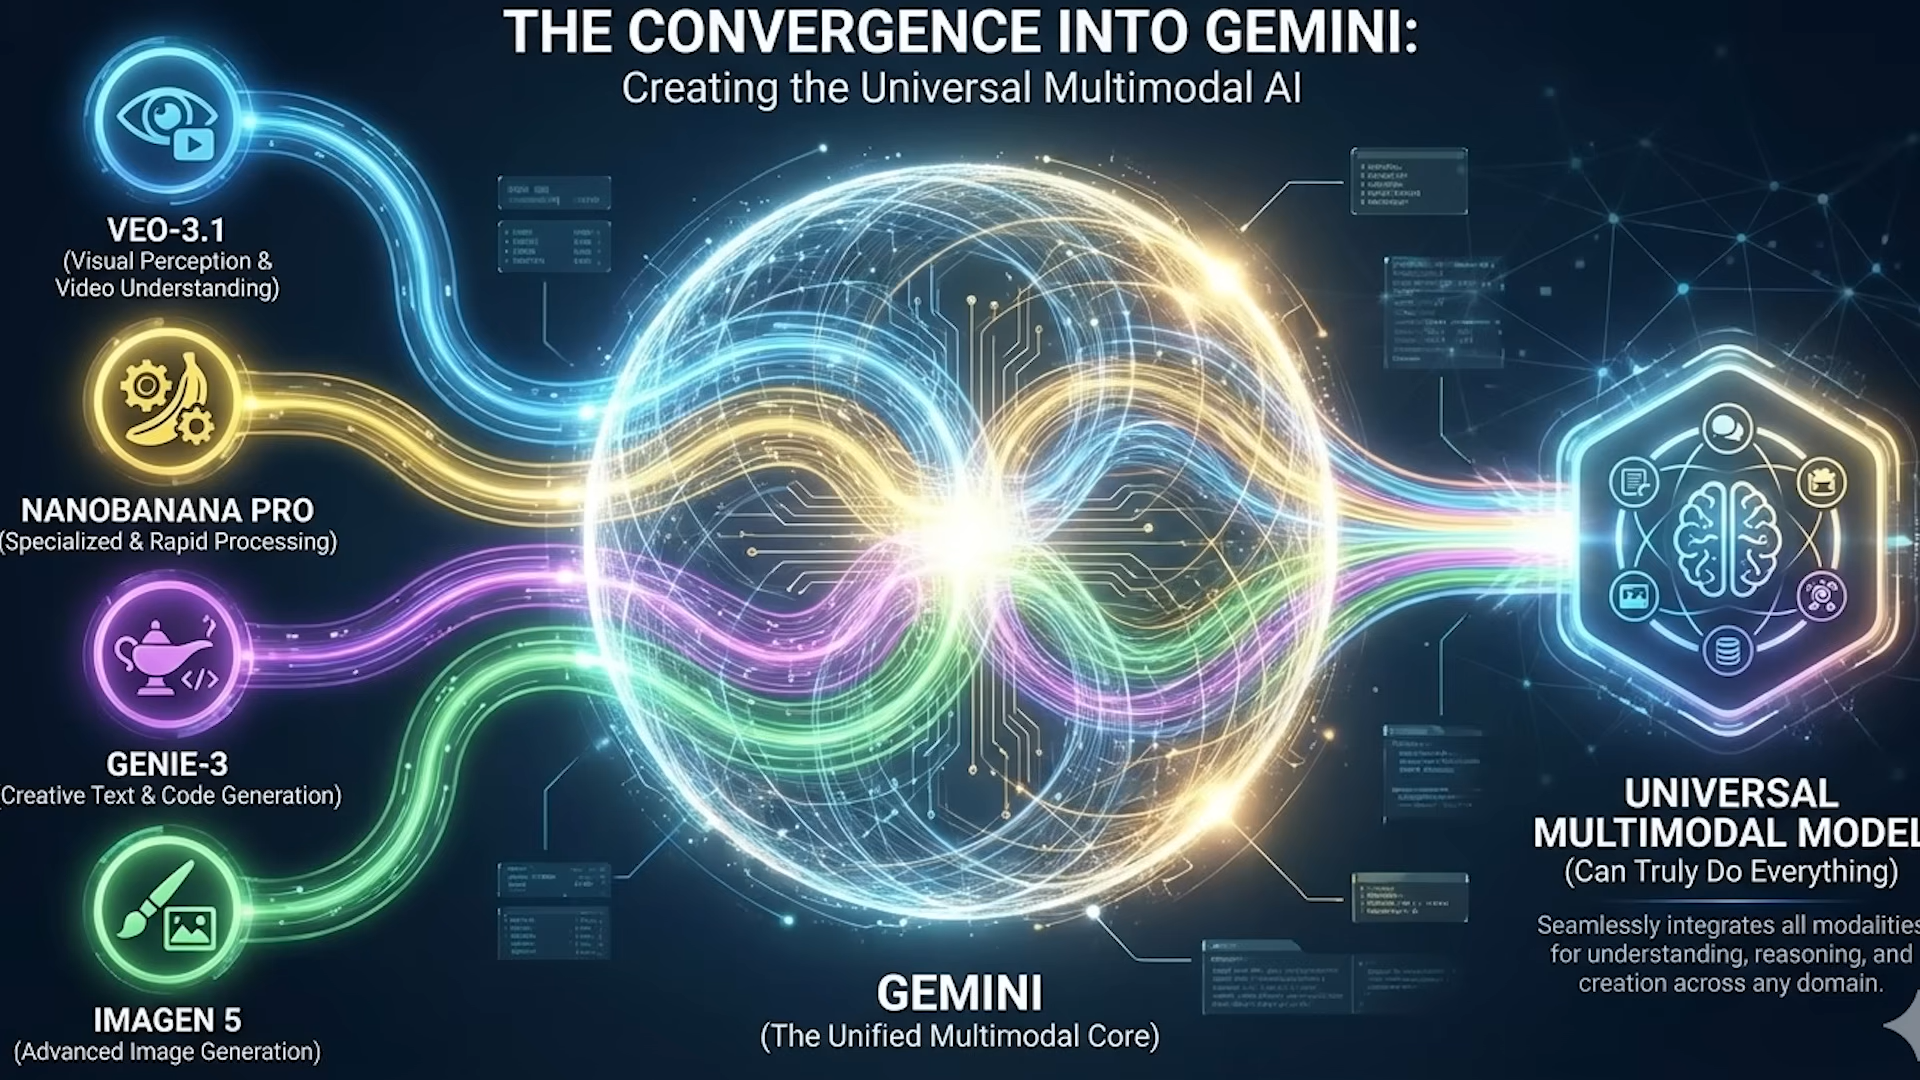 THE CONVERGENCE INTO GEMINI:
Creating the Universal Multimodal AI
VEO-3.1
(Visual Perception &
Video Understanding)
NANOBANANA PRO
(Specialized & Rapid Processing)
GENIE-3
(Creative Text & Code Generation)
</>
IMAGEN 5
(Advanced Image Generation)
GEMINI
(The Unified Multimodal Core)
UNIVERSAL
MULTIMODAL MODEL
(Can Truly Do Everything)
Seamlessly integrates all modalities
for understanding, reasoning, and
creation across any domain.